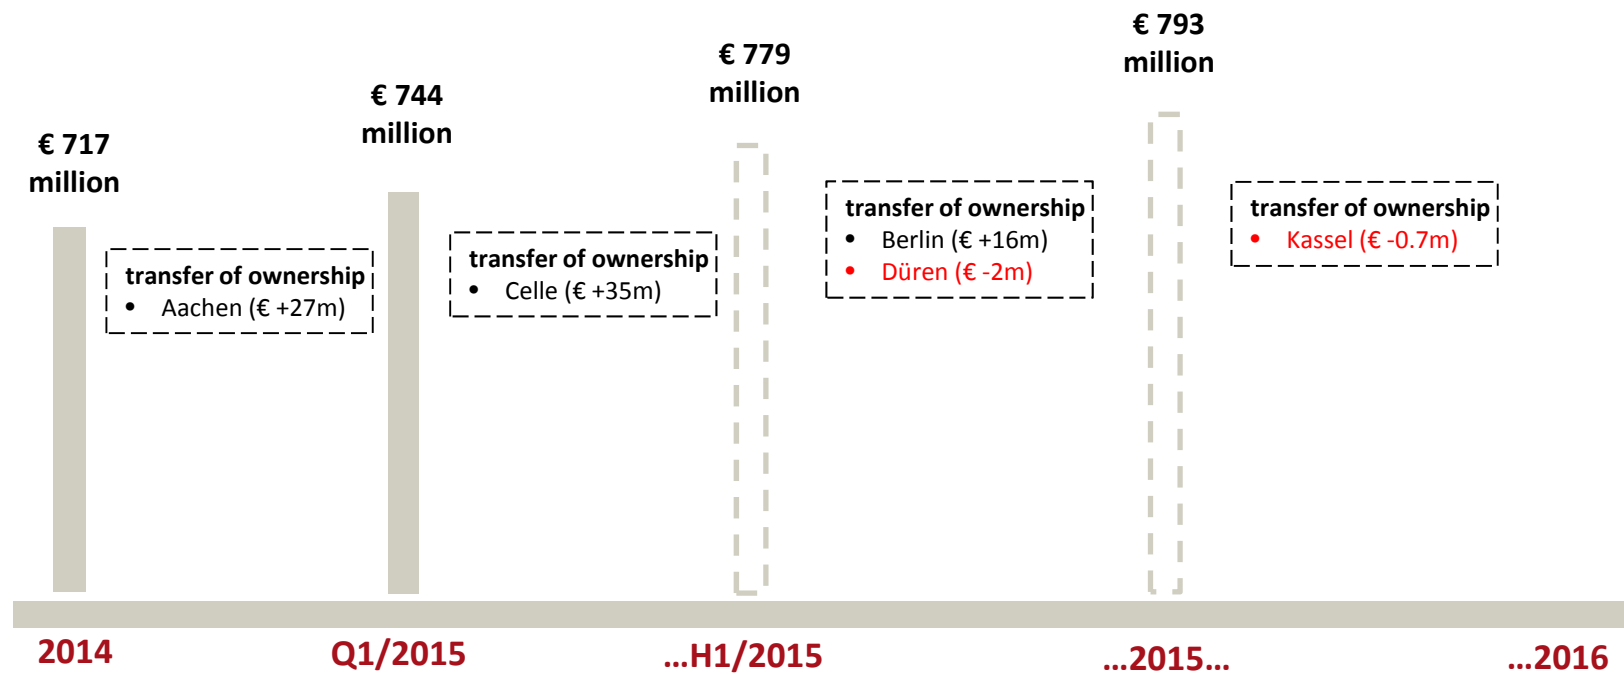 € 717
million
transfer of ownership
• Aachen (€ +27m)
€ 744
million
transfer of ownership
• Celle (€ +35m)
€ 779
million
transfer of ownership
• Berlin (€ +16m)
• Düren (€ -2m)
€ 793
million
transfer of ownership
• Kassel (€ -0.7m)
2014
Q1/2015
...H1/2015
...2015...
...2016